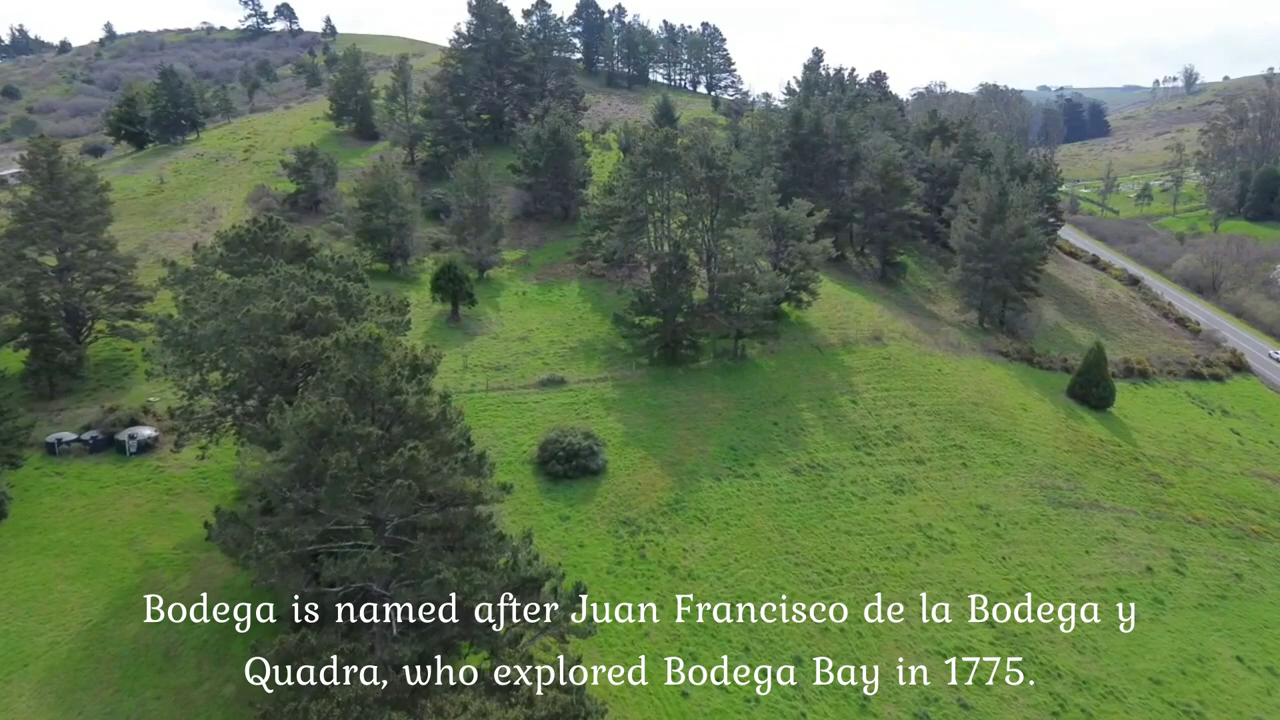 Bodega is named after Juan Francisco de la Bodega y
Quadra, who explored Bodega Bay in 1775.